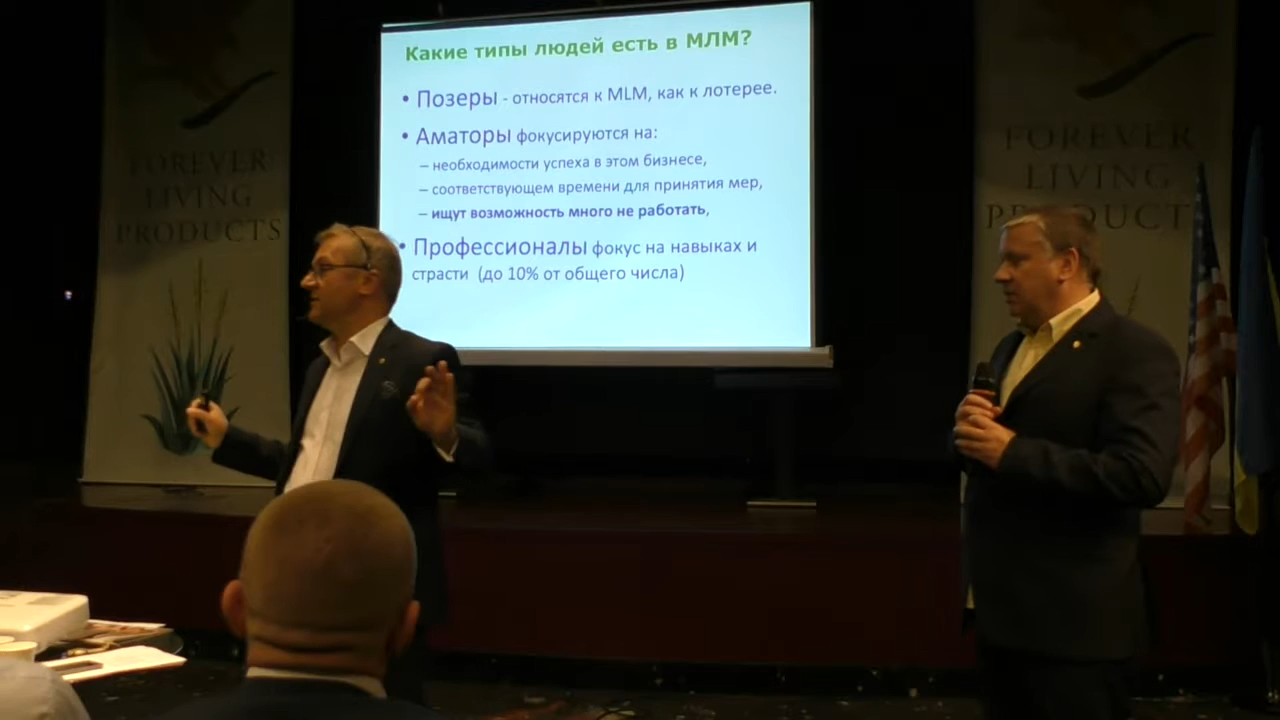 Какие типы людей есть в МЛМ?
• Позеры - относятся к MLM, как к лотерее.
• Аматоры фокусируются на:
– необходимости успеха в этом бизнесе,
– соответствующем времени для принятия мер,
– ищут возможность много не работать,
• Профессионалы фокус на навыках и
страсти (до 10% от общего числа)
FOREVER
LIVING
PRODUCTS
FOREVER
LIVING
PRODUCT